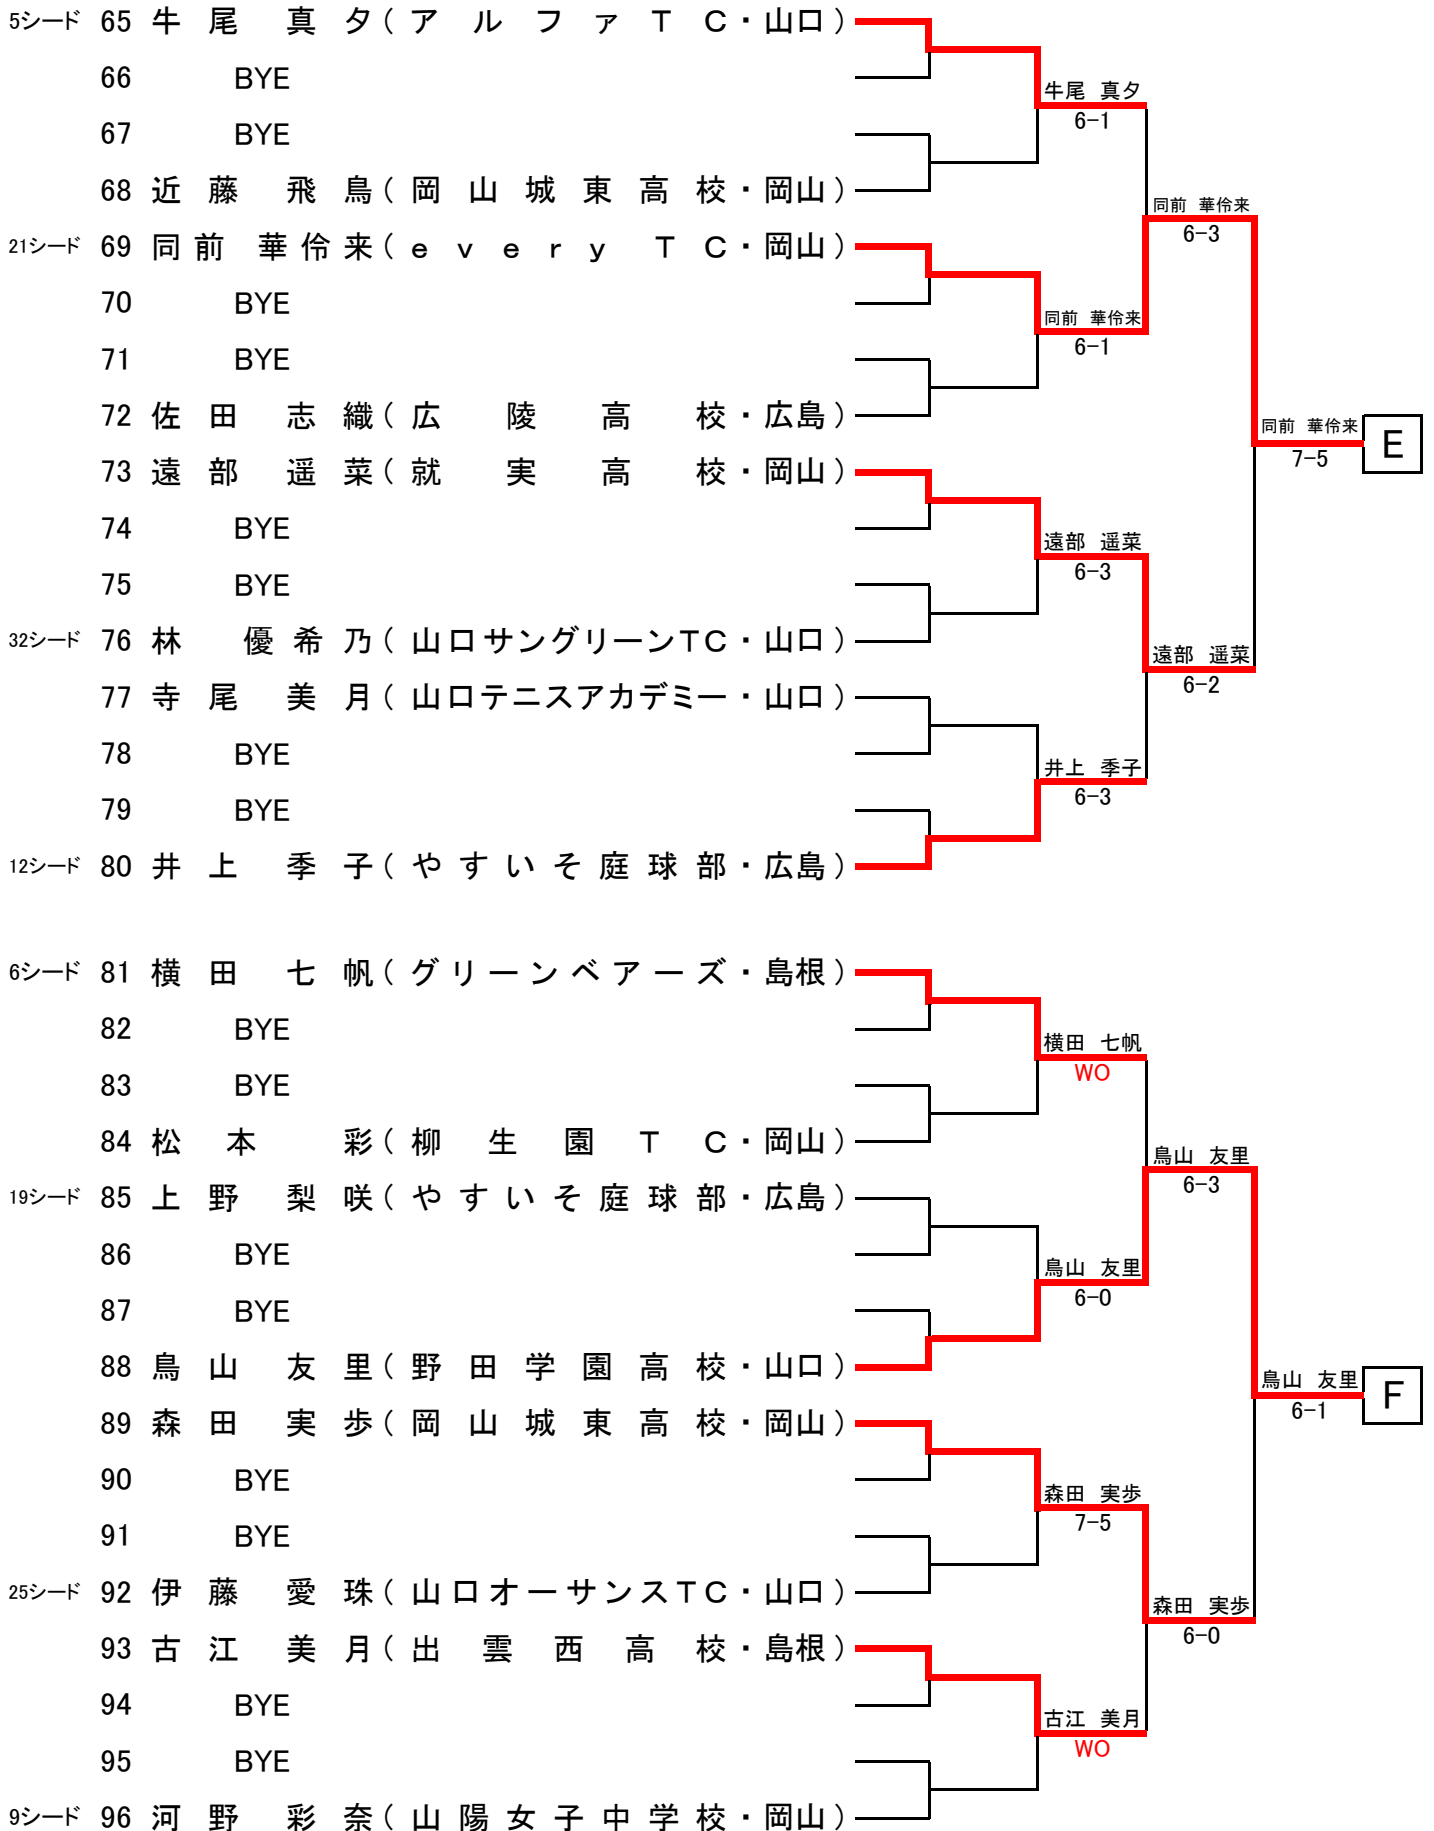 5シード 65 牛尾 真夕(アルファTC・山口)
66 BYE
牛尾 真夕
6-1
67 BYE
68 近藤 飛鳥(岡山城東高校・岡山)
同前 華伶来
6-3
21シード 69 同前 華伶来(every TC・岡山)
70 BYE
同前 華伶来
6-1
71 BYE
72 佐田 志織(広陵高校・広島)
同前 華伶来 E
7-5
73 遠部 遥菜(就実高校・岡山)
74 BYE
遠部 遥菜
6-3
75 BYE
32シード 76 林 優希乃(山口サングリーンTC・山口)
遠部 遥菜
6-2
77 寺尾 美月(山口テニスアカデミー・山口)
78 BYE
井上 季子
6-3
79 BYE
12シード 80 井上 季子(やすいそ庭球部・広島)
6シード 81 横田 七帆(グリーンベアーズ・島根)
82 BYE
横田 七帆
WO
83 BYE
84 松本 彩(柳生園TC・岡山)
鳥山 友里
6-3
19シード 85 上野 梨咲(やすいそ庭球部・広島)
86 BYE
鳥山 友里
6-0
87 BYE
88 鳥山 友里(野田学園高校・山口)
鳥山 友里 F
6-1
89 森田 実歩(岡山城東高校・岡山)
90 BYE
森田 実歩
7-5
91 BYE
25シード 92 伊藤 愛珠(山口オーサンスTC・山口)
森田 実歩
6-0
93 古江 美月(出雲西高校・島根)
94 BYE
古江 美月
WO
95 BYE
9シード 96 河野 彩奈(山陽女子中学校・岡山)